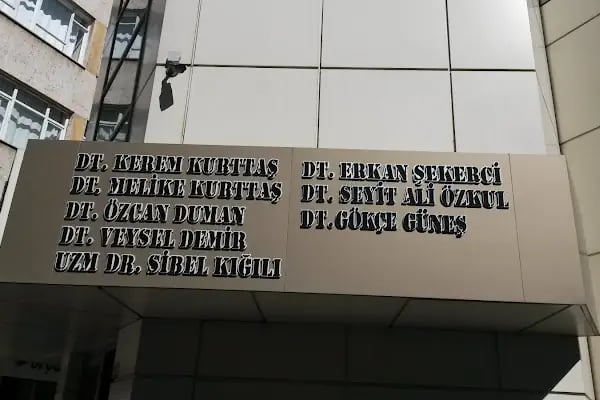 DT. KEREM KURTTAŞ
DT. MELİKE KURTTAŞ
DT. ÖZCAN DUMAN
DT. VEYSEL DEMİR
UZM DR. SİBEL KIĞILI
DT. ERKAN ŞEKERCİ
DT. SEYİT ALİ ÖZKUL
DT. GÖKÇE GÜNEŞ